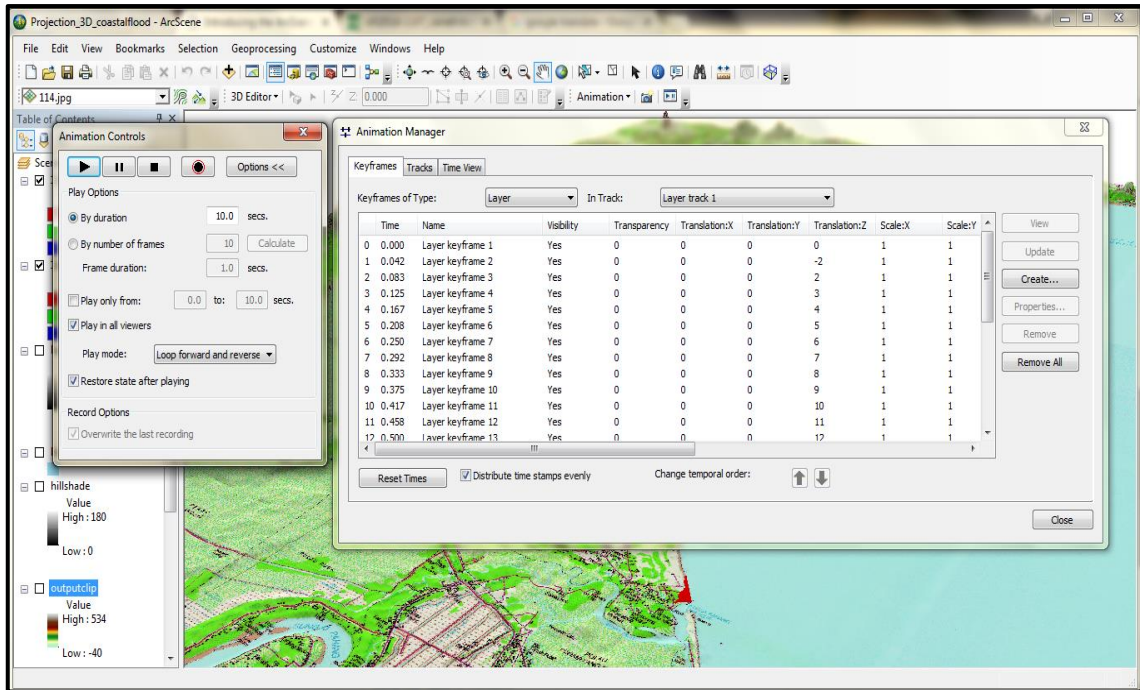 Projection_3D_coastalflood - ArcScene
File Edit View Bookmarks Selection Geoprocessing Customize Windows Help
114.jpg 3D Editor Z: 0.000 Animation
Table of Contents
Animation Controls
Options <<
Play Options
By duration 10.0 secs.
By number of frames 10 Calculate
Frame duration: 1.0 secs.
Play only from: 0.0 to: 10.0 secs.
Play in all viewers
Play mode: Loop forward and reverse
Restore state after playing
Record Options
Overwrite the last recording
hillshade
Value
High : 180
Low : 0
outputclip
Value
High : 534
Low : -40
Animation Manager
Keyframes Tracks Time View
Keyframes of Type: Layer In Track: Layer track 1
Time Name Visibility Transparency Translation:X Translation:Y Translation:Z Scale:X Scale:Y
0 0.000 Layer keyframe 1 Yes 0 0 0 0 1 1
1 0.042 Layer keyframe 2 Yes 0 0 0 -2 1 1
2 0.083 Layer keyframe 3 Yes 0 0 0 2 1 1
3 0.125 Layer keyframe 4 Yes 0 0 0 3 1 1
4 0.167 Layer keyframe 5 Yes 0 0 0 4 1 1
5 0.208 Layer keyframe 6 Yes 0 0 0 5 1 1
6 0.250 Layer keyframe 7 Yes 0 0 0 6 1 1
7 0.292 Layer keyframe 8 Yes 0 0 0 7 1 1
8 0.333 Layer keyframe 9 Yes 0 0 0 8 1 1
9 0.375 Layer keyframe 10 Yes 0 0 0 9 1 1
10 0.417 Layer keyframe 11 Yes 0 0 0 10 1 1
11 0.458 Layer keyframe 12 Yes 0 0 0 11 1 1
12 0.500 Layer keyframe 13 Yes 0 0 0 12 1 1
View
Update
Create...
Properties...
Remove
Remove All
Reset Times Distribute time stamps evenly Change temporal order:
Close